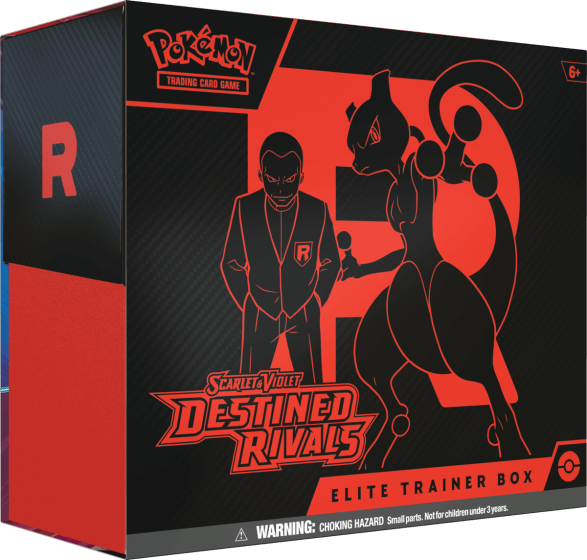 POKéMON
TRADING CARD GAME
6+
R
R
SCARLET & VIOLET
DESTINED
RIVALS
ELITE TRAINER BOX
WARNING: CHOKING HAZARD Small parts. Not for children under 3 years.